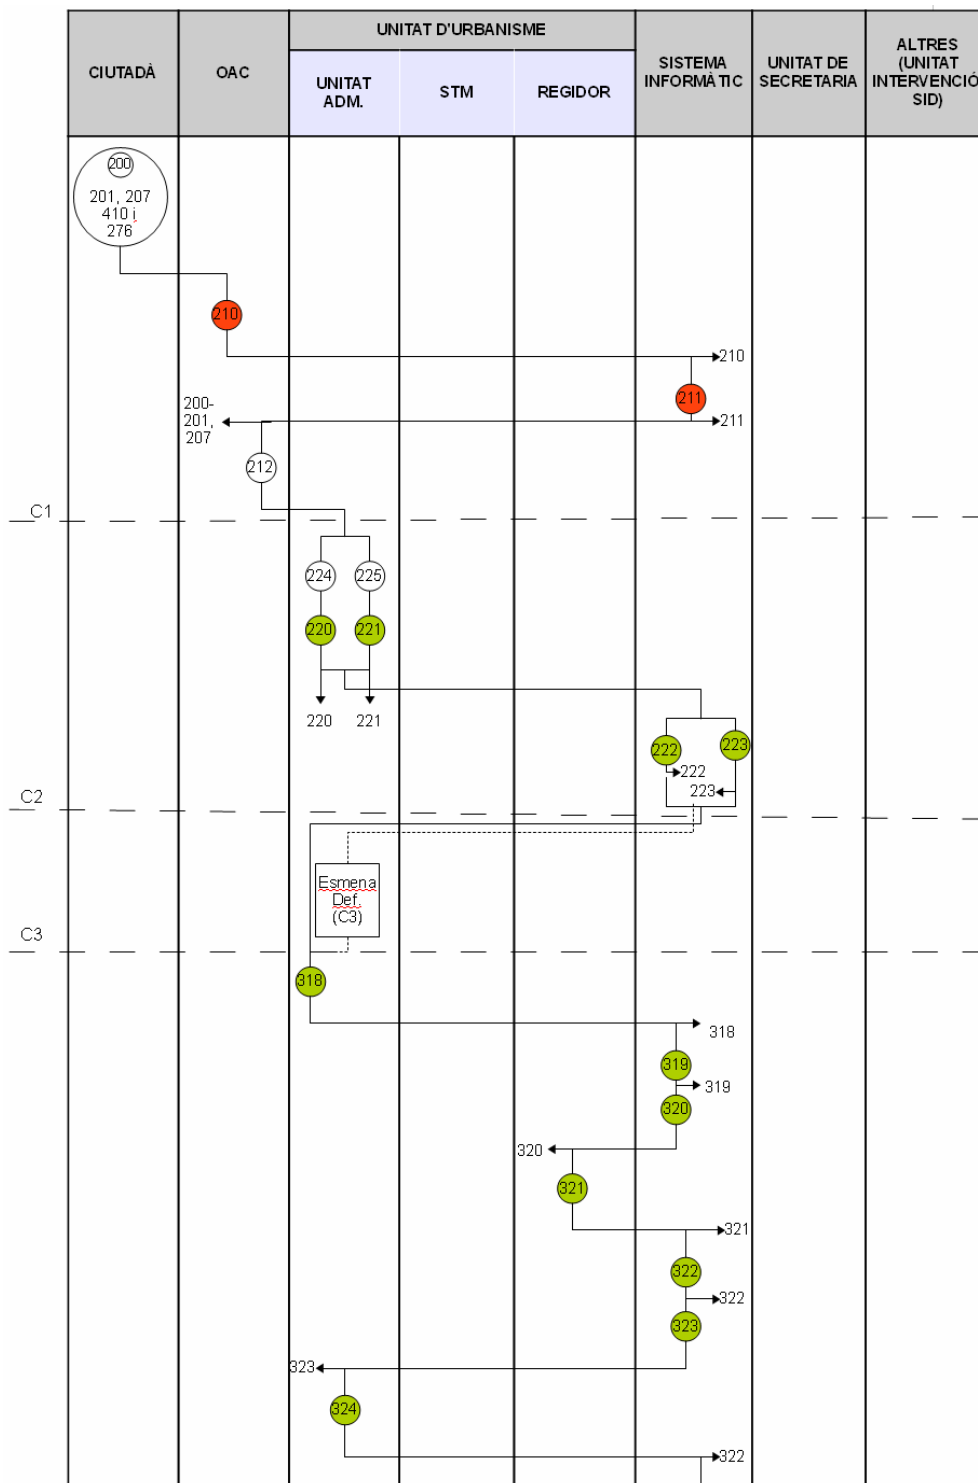 UNITAT D'URBANISME
CIUTADÀ
OAC
UNITAT
ADM.
STM
REGIDOR
SISTEMA
INFORMÀTIC
UNITAT DE
SECRETARIA
ALTRES
(UNITAT
INTERVENCIÓ
SID)
200
201, 207
410 i
276
210
210
211
200-
201,
207
211
212
C1
224
225
220
221
220
221
222
223
222
223
C2
Esmena
Def.
(C3)
C3
318
318
319
319
320
320
321
321
322
322
323
323
324
322